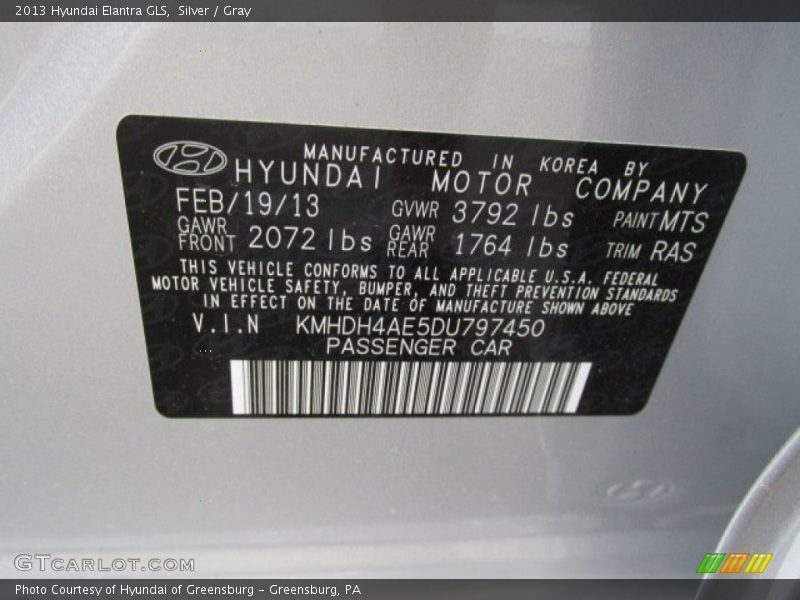 2013 Hyundai Elantra GLS, Silver / Gray
MANUFACTURED IN KOREA BY
HYUNDAI MOTOR COMPANY
FEB/19/13 GVWR 3792 lbs PAINT MTS
GAWR FRONT 2072 lbs GAWR REAR 1764 lbs TRIM RAS
THIS VEHICLE CONFORMS TO ALL APPLICABLE U.S.A. FEDERAL
MOTOR VEHICLE SAFETY, BUMPER, AND THEFT PREVENTION STANDARDS
IN EFFECT ON THE DATE OF MANUFACTURE SHOWN ABOVE
V.I.N KMHDH4AE5DU797450
PASSENGER CAR
GTCARLOT.COM
Photo Courtesy of Hyundai of Greensburg - Greensburg, PA